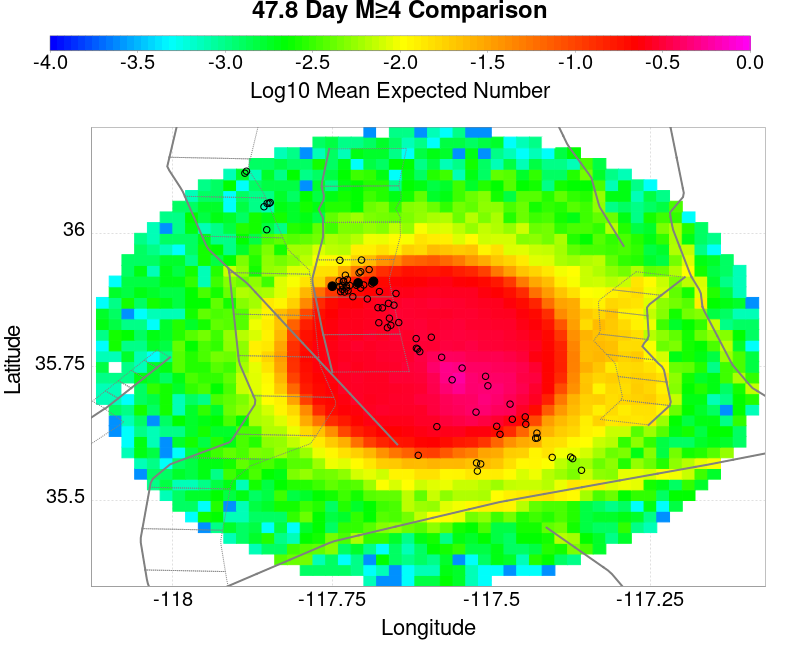 47.8 Day M≥4 Comparison
-4.0 -3.5 -3.0 -2.5 -2.0 -1.5 -1.0 -0.5 0.0
Log10 Mean Expected Number
36
35.75
35.5
Latitude
-118 -117.75 -117.5 -117.25
Longitude